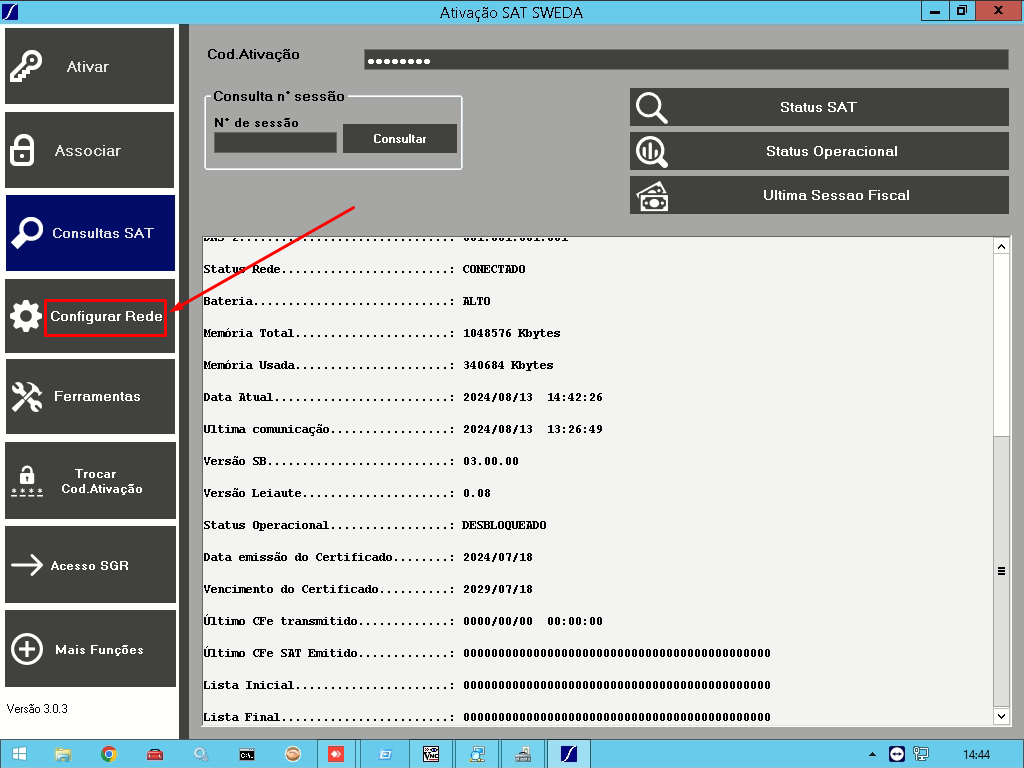 Ativação SAT SWEDA
Ativar
Associar
Consultas SAT
Configurar Rede
Ferramentas
Trocar
Cod.Ativação
Acesso SGR
Mais Funções
Versão 3.0.3
Cod.Ativação
●●●●●●●●
Consulta n° sessão
N° de sessão
Consultar
Status SAT
Status Operacional
Ultima Sessao Fiscal
Status Rede........................: CONECTADO
Bateria............................: ALTO
Memória Total......................: 1048576 Kbytes
Memória Usada......................: 340684 Kbytes
Data Atual.........................: 2024/08/13  14:42:26
Ultima comunicação.................: 2024/08/13  13:26:49
Versão SB..........................: 03.00.00
Versão Leiaute.....................: 0.08
Status Operacional.................: DESBLOQUEADO
Data emissão do Certificado........: 2024/07/18
Vencimento do Certificado..........: 2029/07/18
Último CFe transmitido.............: 0000/00/00  00:00:00
Último CFe SAT Emitido.............: 00000000000000000000000000000000000000000000
Lista Inicial......................: 00000000000000000000000000000000000000000000
Lista Final........................: 00000000000000000000000000000000000000000000
14:44